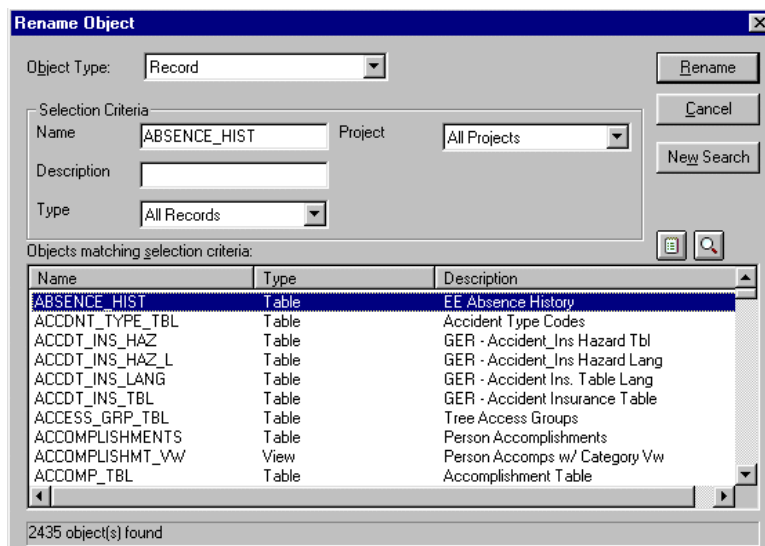 Rename Object
Object Type: Record Rename
Selection Criteria Cancel
Name ABSENCE_HIST Project All Projects
New Search
Description
Type All Records
Objects matching selection criteria:
Name Type Description
ABSENCE_HIST Table EE Absence History
ACCDNT_TYPE_TBL Table Accident Type Codes
ACCDT_INS_HAZ Table GER - Accident_Ins Hazard Tbl
ACCDT_INS_HAZ_L Table GER - Accident_Ins Hazard Lang
ACCDT_INS_LANG Table GER - Accident Ins. Table Lang
ACCDT_INS_TBL Table GER - Accident Insurance Table
ACCESS_GRP_TBL Table Tree Access Groups
ACCOMPLISHMENTS Table Person Accomplishments
ACCOMPLISHMT_VW View Person Accomps w/ Category Vw
ACCOMP_TBL Table Accomplishment Table
2435 object(s) found